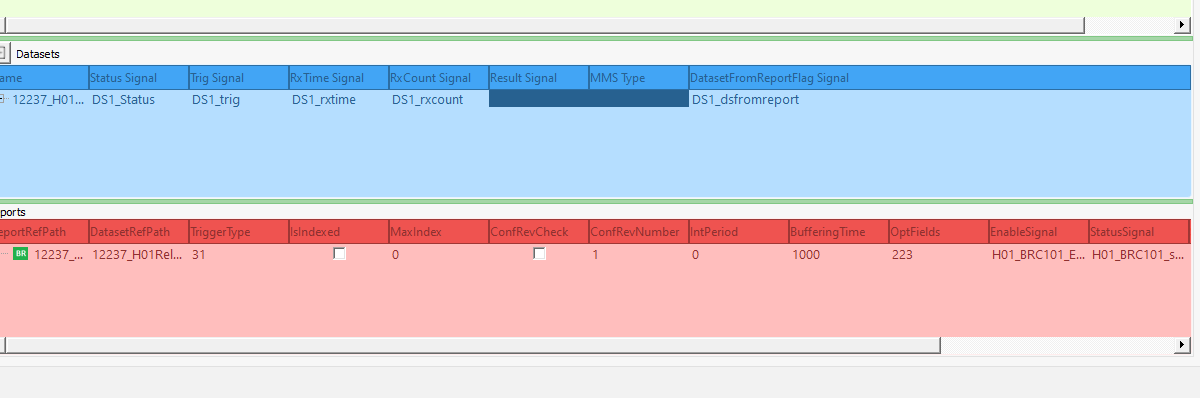 Datasets
ame Status Signal Trig Signal RxTime Signal RxCount Signal Result Signal MMS Type DatasetFromReportFlag Signal
12237_H01... DS1_Status DS1_trig DS1_rxtime DS1_rxcount DS1_dsfromreport
ports
eportRefPath DatasetRefPath TriggerType IsIndexed MaxIndex ConfRevCheck ConfRevNumber IntPeriod BufferingTime OptFields EnableSignal StatusSignal
BR 12237_... 12237_H01Rel... 31 0 1 0 1000 223 H01_BRC101_E... H01_BRC101_s...